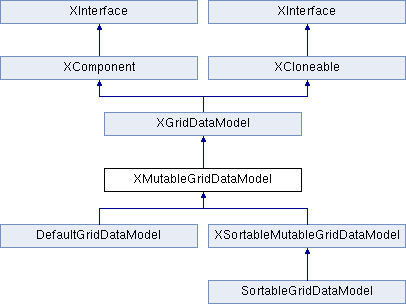 XInterface
XInterface
XComponent
XCloneable
XGridDataModel
XMutableGridDataModel
DefaultGridDataModel
XSortableMutableGridDataModel
SortableGridDataModel